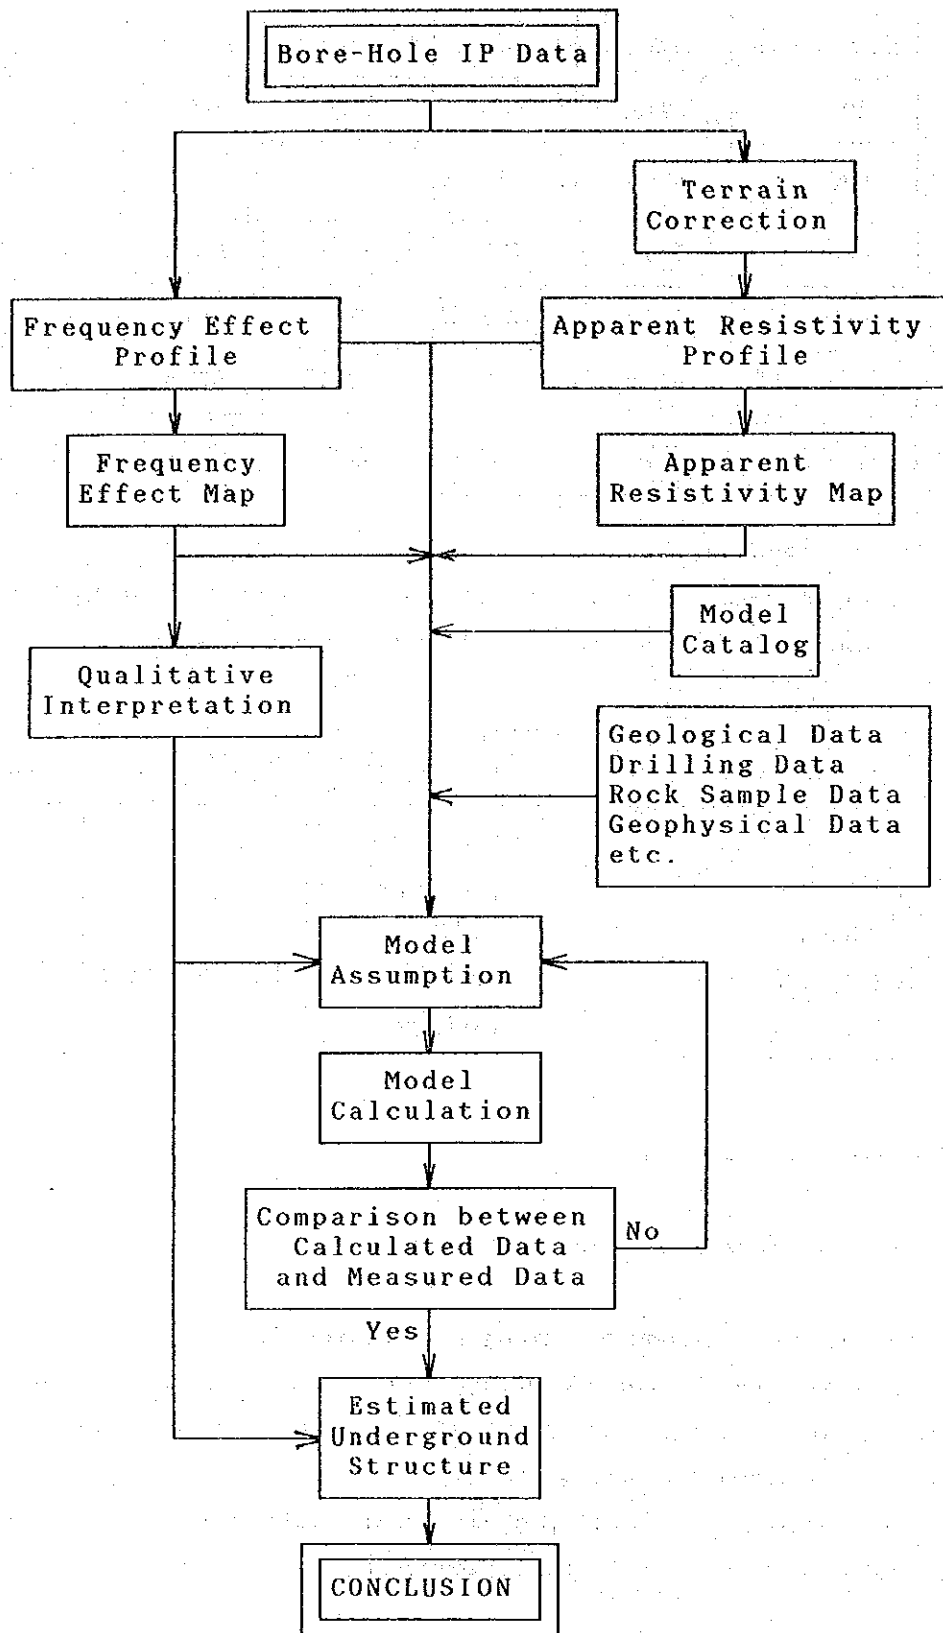 Bore-Hole IP Data
Terrain
Correction
Frequency Effect
Profile
Apparent Resistivity
Profile
Frequency
Effect Map
Apparent
Resistivity Map
Model
Catalog
Qualitative
Interpretation
Geological Data
Drilling Data
Rock Sample Data
Geophysical Data
etc.
Model
Assumption
Model
Calculation
Comparison between
Calculated Data
and Measured Data
No
Yes
Estimated
Underground
Structure
CONCLUSION